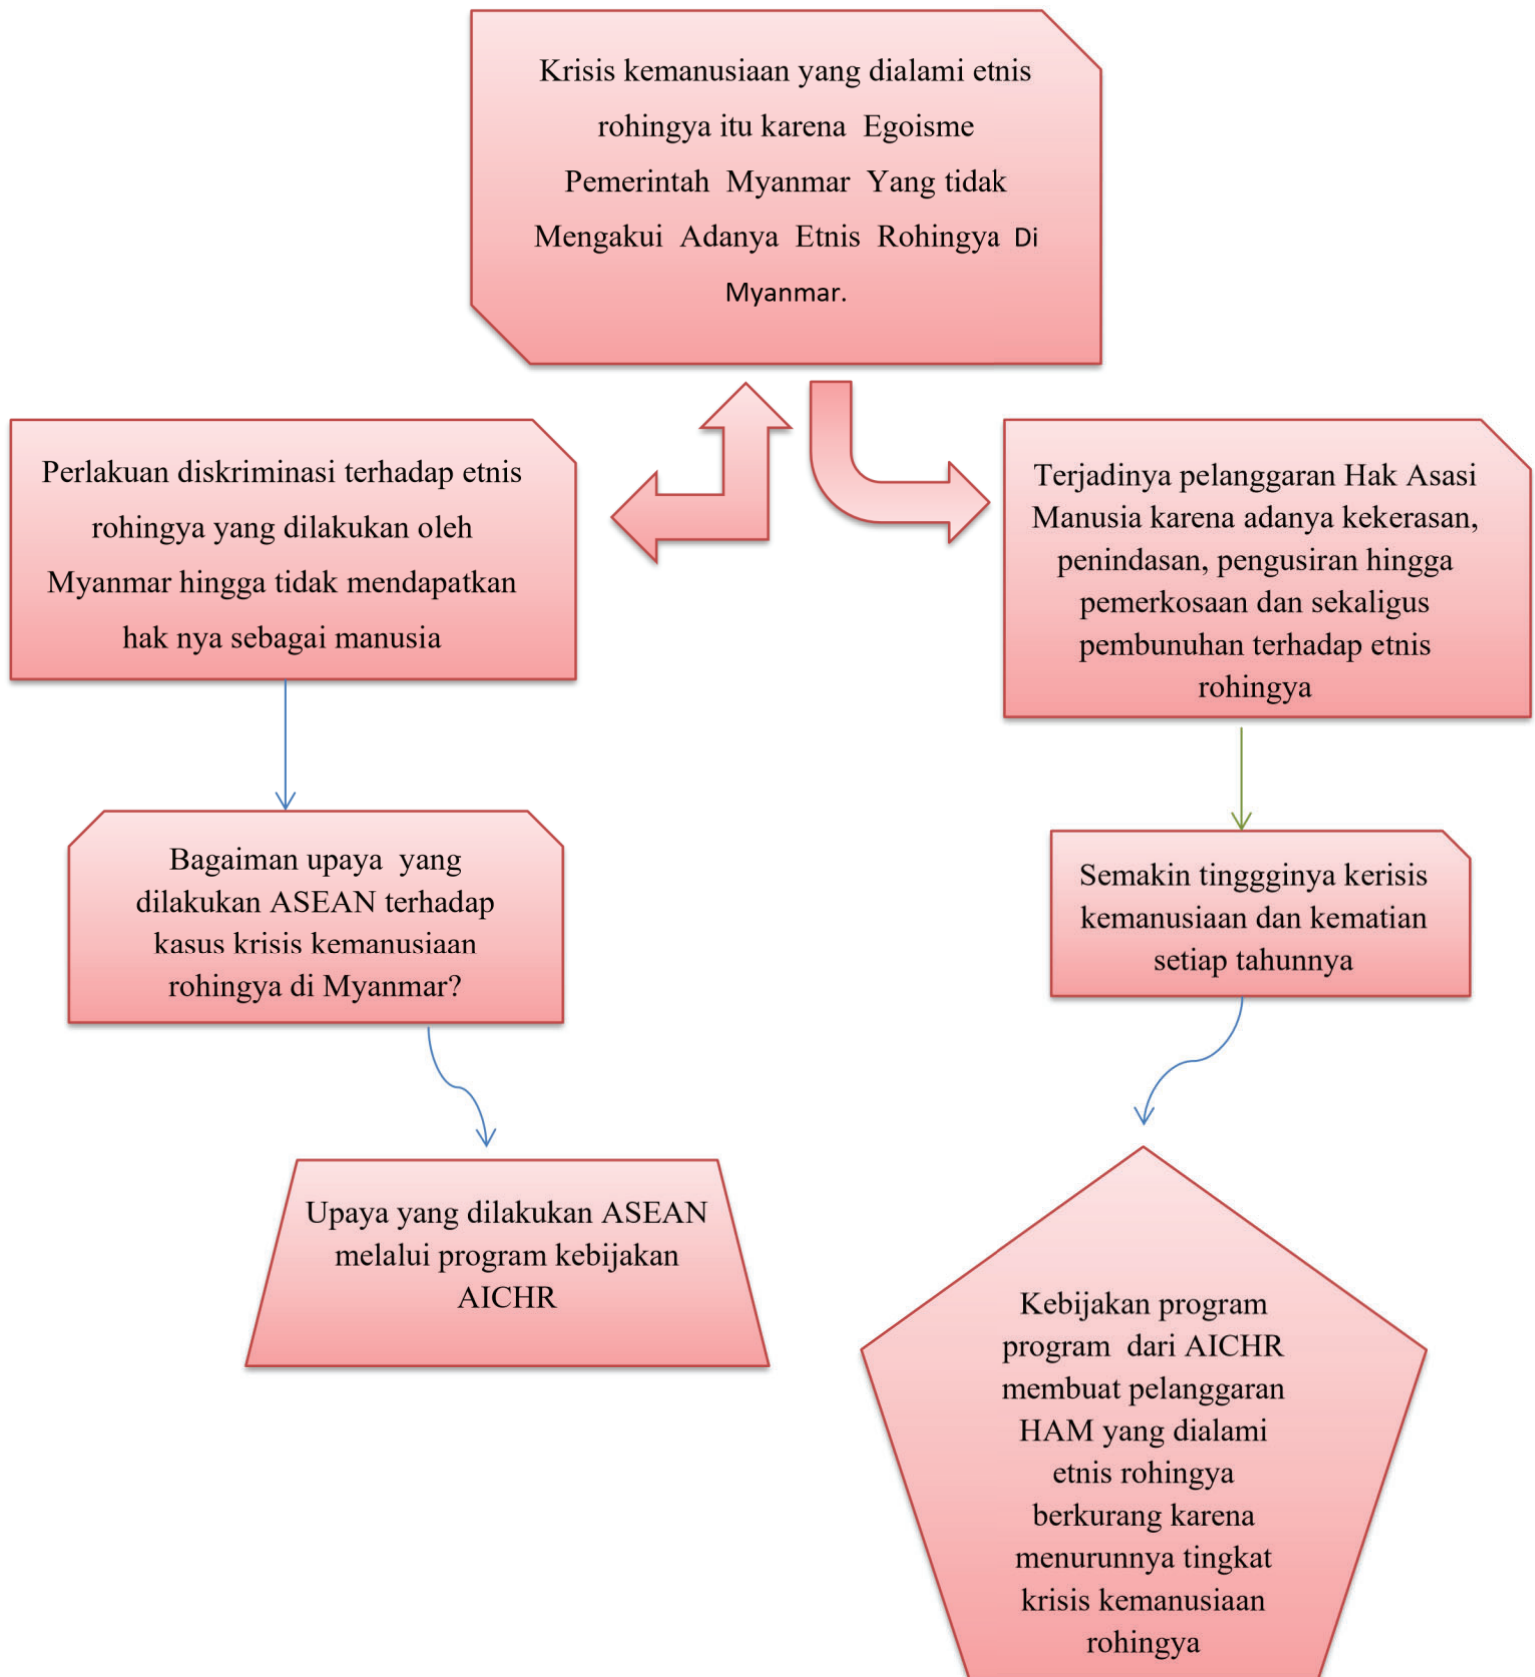 Krisis kemanusiaan yang dialami etnis
rohingya itu karena Egoisme
Pemerintah Myanmar Yang tidak
Mengakui Adanya Etnis Rohingya Di
Myanmar.
Perlakuan diskriminasi terhadap etnis
rohingya yang dilakukan oleh
Myanmar hingga tidak mendapatkan
hak nya sebagai manusia
Terjadinya pelanggaran Hak Asasi
Manusia karena adanya kekerasan,
penindasan, pengusiran hingga
pemerkosaan dan sekaligus
pembunuhan terhadap etnis
rohingya
Bagaiman upaya yang
dilakukan ASEAN terhadap
kasus krisis kemanusiaan
rohingya di Myanmar?
Semakin tinggginya kerisis
kemanusiaan dan kematian
setiap tahunnya
Upaya yang dilakukan ASEAN
melalui program kebijakan
AICHR
Kebijakan program
program dari AICHR
membuat pelanggaran
HAM yang dialami
etnis rohingya
berkurang karena
menurunnya tingkat
krisis kemanusiaan
rohingya